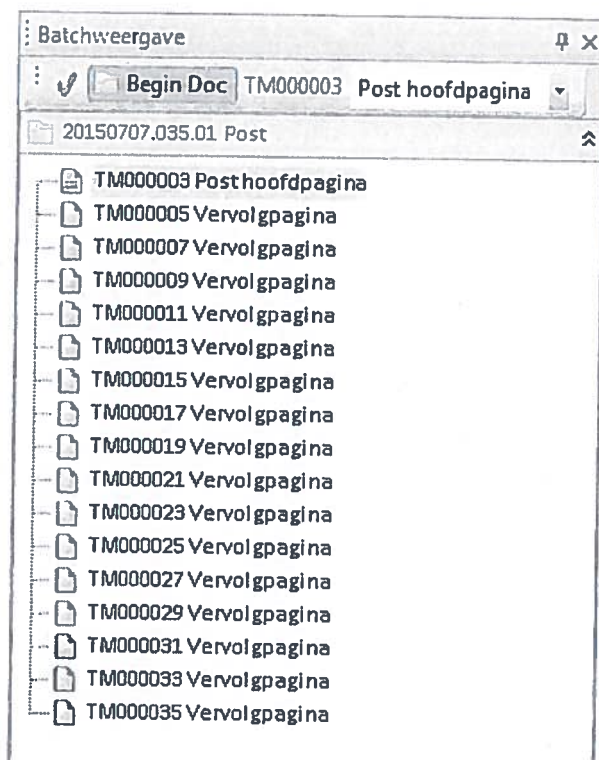 Batchweergave
Begin Doc TM000003 Post hoofdpagina
20150707.035.01 Post
TM000003 Post hoofdpagina
TM000005 Vervolgpagina
TM000007 Vervolgpagina
TM000009 Vervolgpagina
TM000011 Vervolgpagina
TM000013 Vervolgpagina
TM000015 Vervolgpagina
TM000017 Vervolgpagina
TM000019 Vervolgpagina
TM000021 Vervolgpagina
TM000023 Vervolgpagina
TM000025 Vervolgpagina
TM000027 Vervolgpagina
TM000029 Vervolgpagina
TM000031 Vervolgpagina
TM000033 Vervolgpagina
TM000035 Vervolgpagina